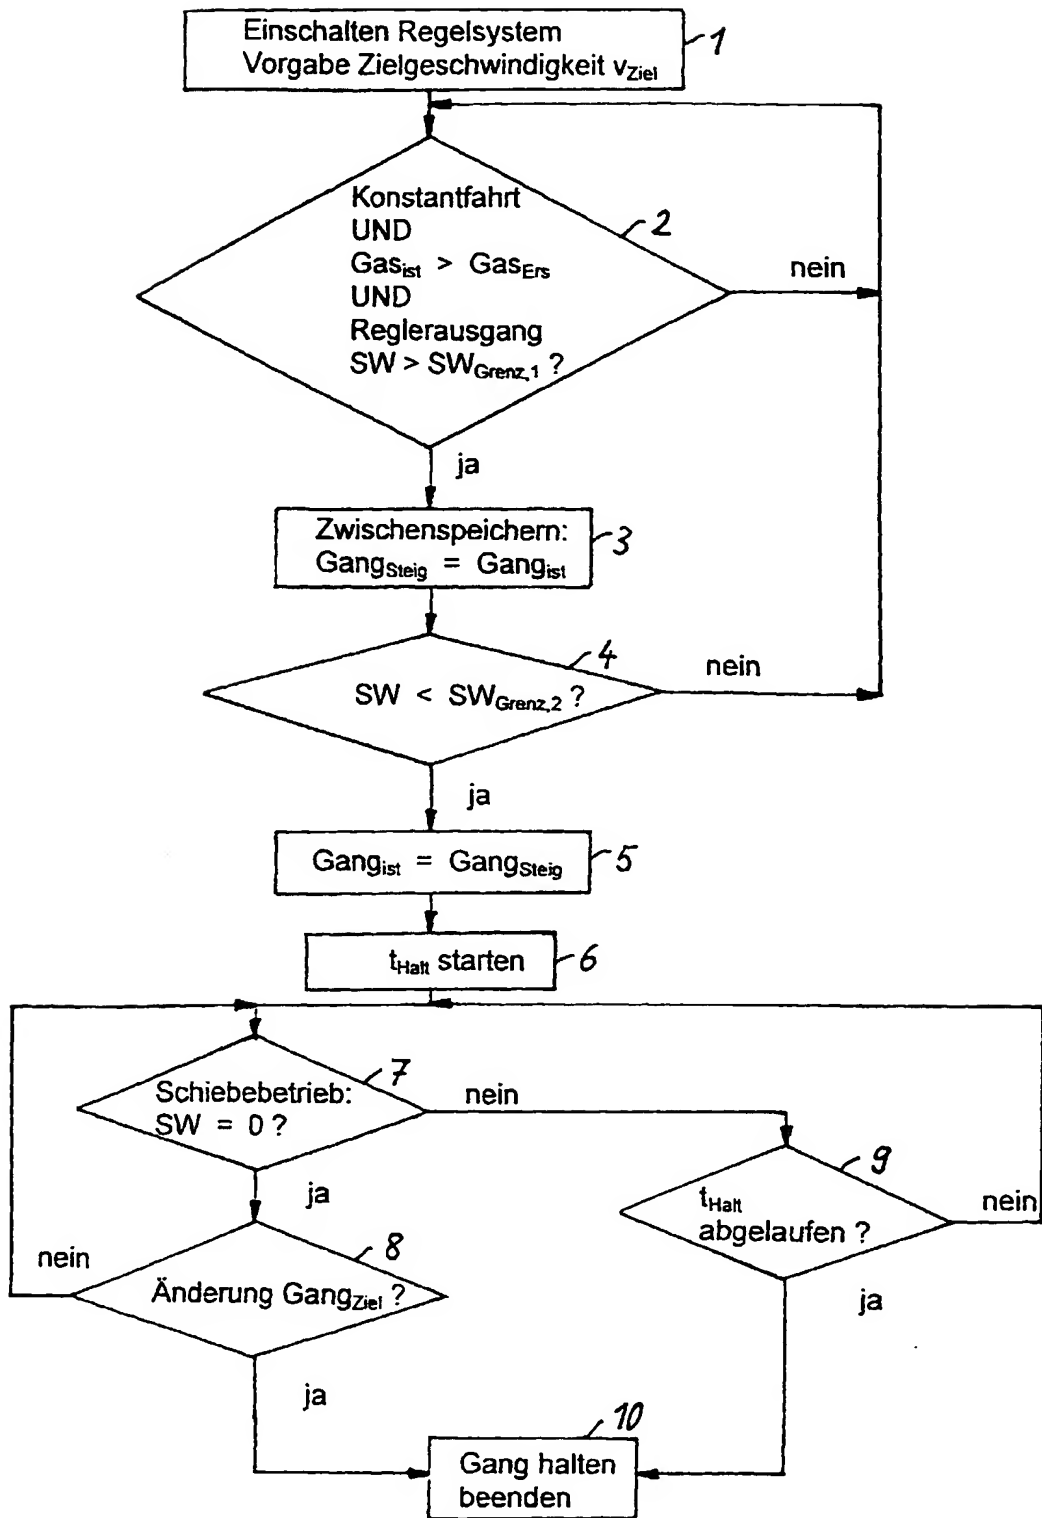 Einschalten Regelsystem
Vorgabe Zielgeschwindigkeit vZiel
1
Konstantfahrt
UND
Gasist > GasErs
UND
Reglerausgang
SW > SWGrenz,1 ?
2
nein
ja
Zwischenspeichern:
GangSteig = Gangist
3
SW < SWGrenz,2 ?
4
nein
ja
Gangist = GangSteig
5
tHalt starten
6
Schiebebetrieb:
SW = 0 ?
7
nein
ja
tHalt
abgelaufen ?
9
nein
ja
Änderung GangZiel ?
8
nein
ja
Gang halten
beenden
10